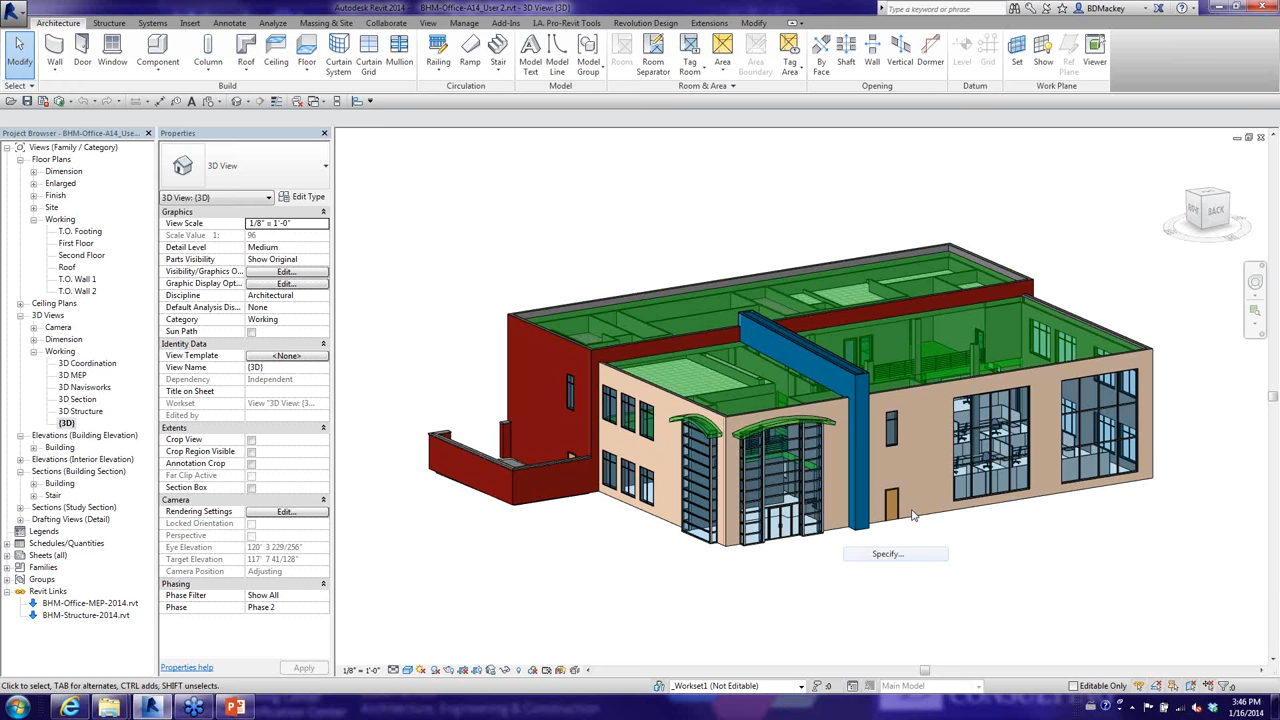 Autodesk Revit 2014 - BHM-Office-A14_User 2.rvt - 3D View: {3D}
Type a keyword or phrase
BDMackey
Architecture Structure Systems Insert Annotate Analyze Massing & Site Collaborate View Manage Add-Ins I.A. Pro-Revit Tools Revolution Design Extensions Modify
Modify Wall Door Window Component Column Roof Ceiling Floor Curtain System Curtain Grid Mullion Railing Ramp Stair Model Text Model Line Model Group Room Room Separator Tag Room Area Area Boundary Tag Area By Face Shaft Wall Vertical Dormer Level Grid Set Show Ref Plane Viewer
Select Build Circulation Model Room & Area Opening Datum Work Plane
Project Browser - BHM-Office-A14_Use...
Views (Family / Category)
Floor Plans
Dimension
Enlarged
Finish
Site
Working
T.O. Footing
First Floor
Second Floor
Roof
T.O. Wall 1
T.O. Wall 2
Ceiling Plans
3D Views
Camera
Dimension
Working
3D Coordination
3D MEP
3D Navisworks
3D Section
3D Structure
{3D}
Elevations (Building Elevation)
Building
Elevations (Interior Elevation)
Sections (Building Section)
Building
Stair
Sections (Study Section)
Drafting Views (Detail)
Legends
Schedules/Quantities
Sheets (all)
Families
Groups
Revit Links
BHM-Office-MEP-2014.rvt
BHM-Structure-2014.rvt
Properties
3D View
3D View: {3D} Edit Type
Graphics
View Scale 1/8" = 1'-0"
Scale Value 1: 96
Detail Level Medium
Parts Visibility Show Original
Visibility/Graphics O... Edit...
Graphic Display Opt... Edit...
Discipline Architectural
Default Analysis Dis... None
Category Working
Sun Path
Identity Data
View Template <None>
View Name {3D}
Dependency Independent
Title on Sheet
Workset View "3D View: {3...
Edited by
Extents
Crop View
Crop Region Visible
Annotation Crop
Far Clip Active
Section Box
Camera
Rendering Settings Edit...
Locked Orientation
Perspective
Eye Elevation 120' 3 229/256"
Target Elevation 117' 7 41/128"
Camera Position Adjusting
Phasing
Phase Filter Show All
Phase Phase 2
Properties help Apply
BACK
Specify...
1/8" = 1'-0"
Click to select, TAB for alternates, CTRL adds, SHIFT unselects.
_Workset1 (Not Editable)
:0
Main Model
Editable Only
:0
3:46 PM
1/16/2014